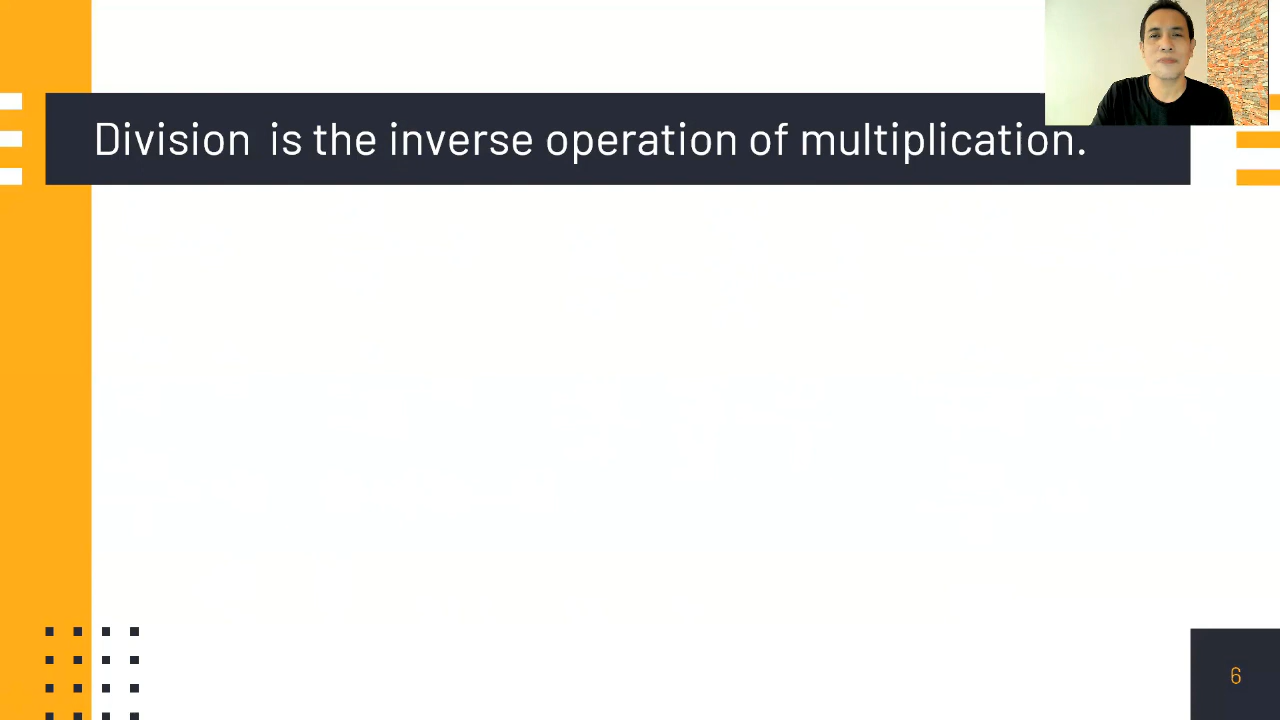 Division is the inverse operation of multiplication.
6